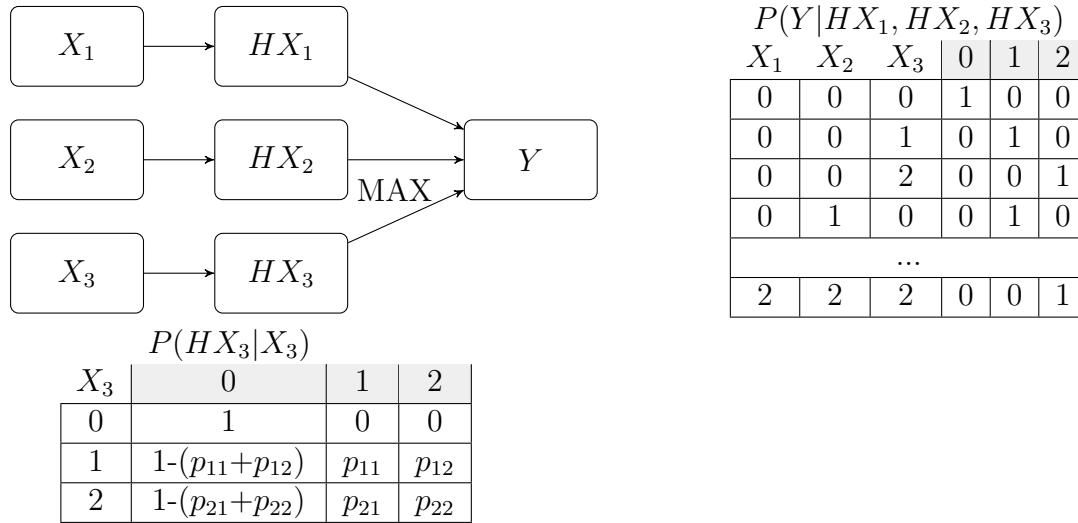 X₁ HX₁
X₂ HX₂ Y
MAX
X₃ HX₃
P(Y|HX₁, HX₂, HX₃)
X₁ X₂ X₃ 0 1 2
0 0 0 1 0 0
0 0 1 0 1 0
0 0 2 0 0 1
0 1 0 0 1 0
...
2 2 2 0 0 1
P(HX₃|X₃)
X₃ 0 1 2
0 1 0 0
1 1-(p₁₁+p₁₂) p₁₁ p₁₂
2 1-(p₂₁+p₂₂) p₂₁ p₂₂